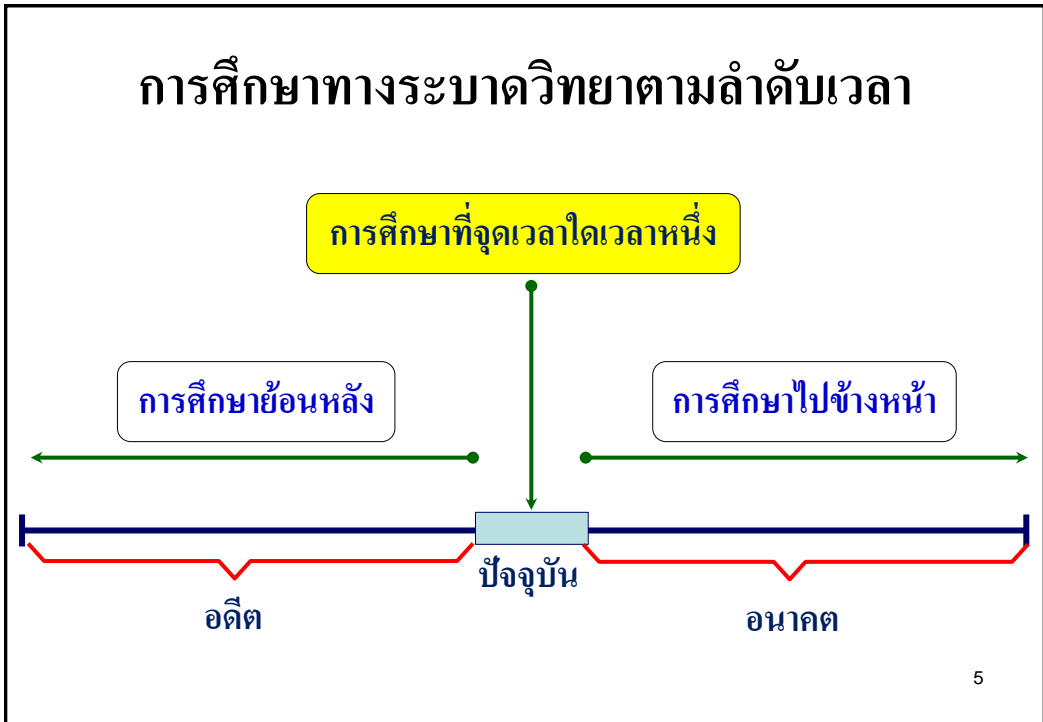 การศึกษาทางระบาดวิทยาตามลำดับเวลา
การศึกษาที่จุดเวลาใดเวลาหนึ่ง
การศึกษาย้อนหลัง
การศึกษาไปข้างหน้า
ปัจจุบัน
อดีต
อนาคต
5